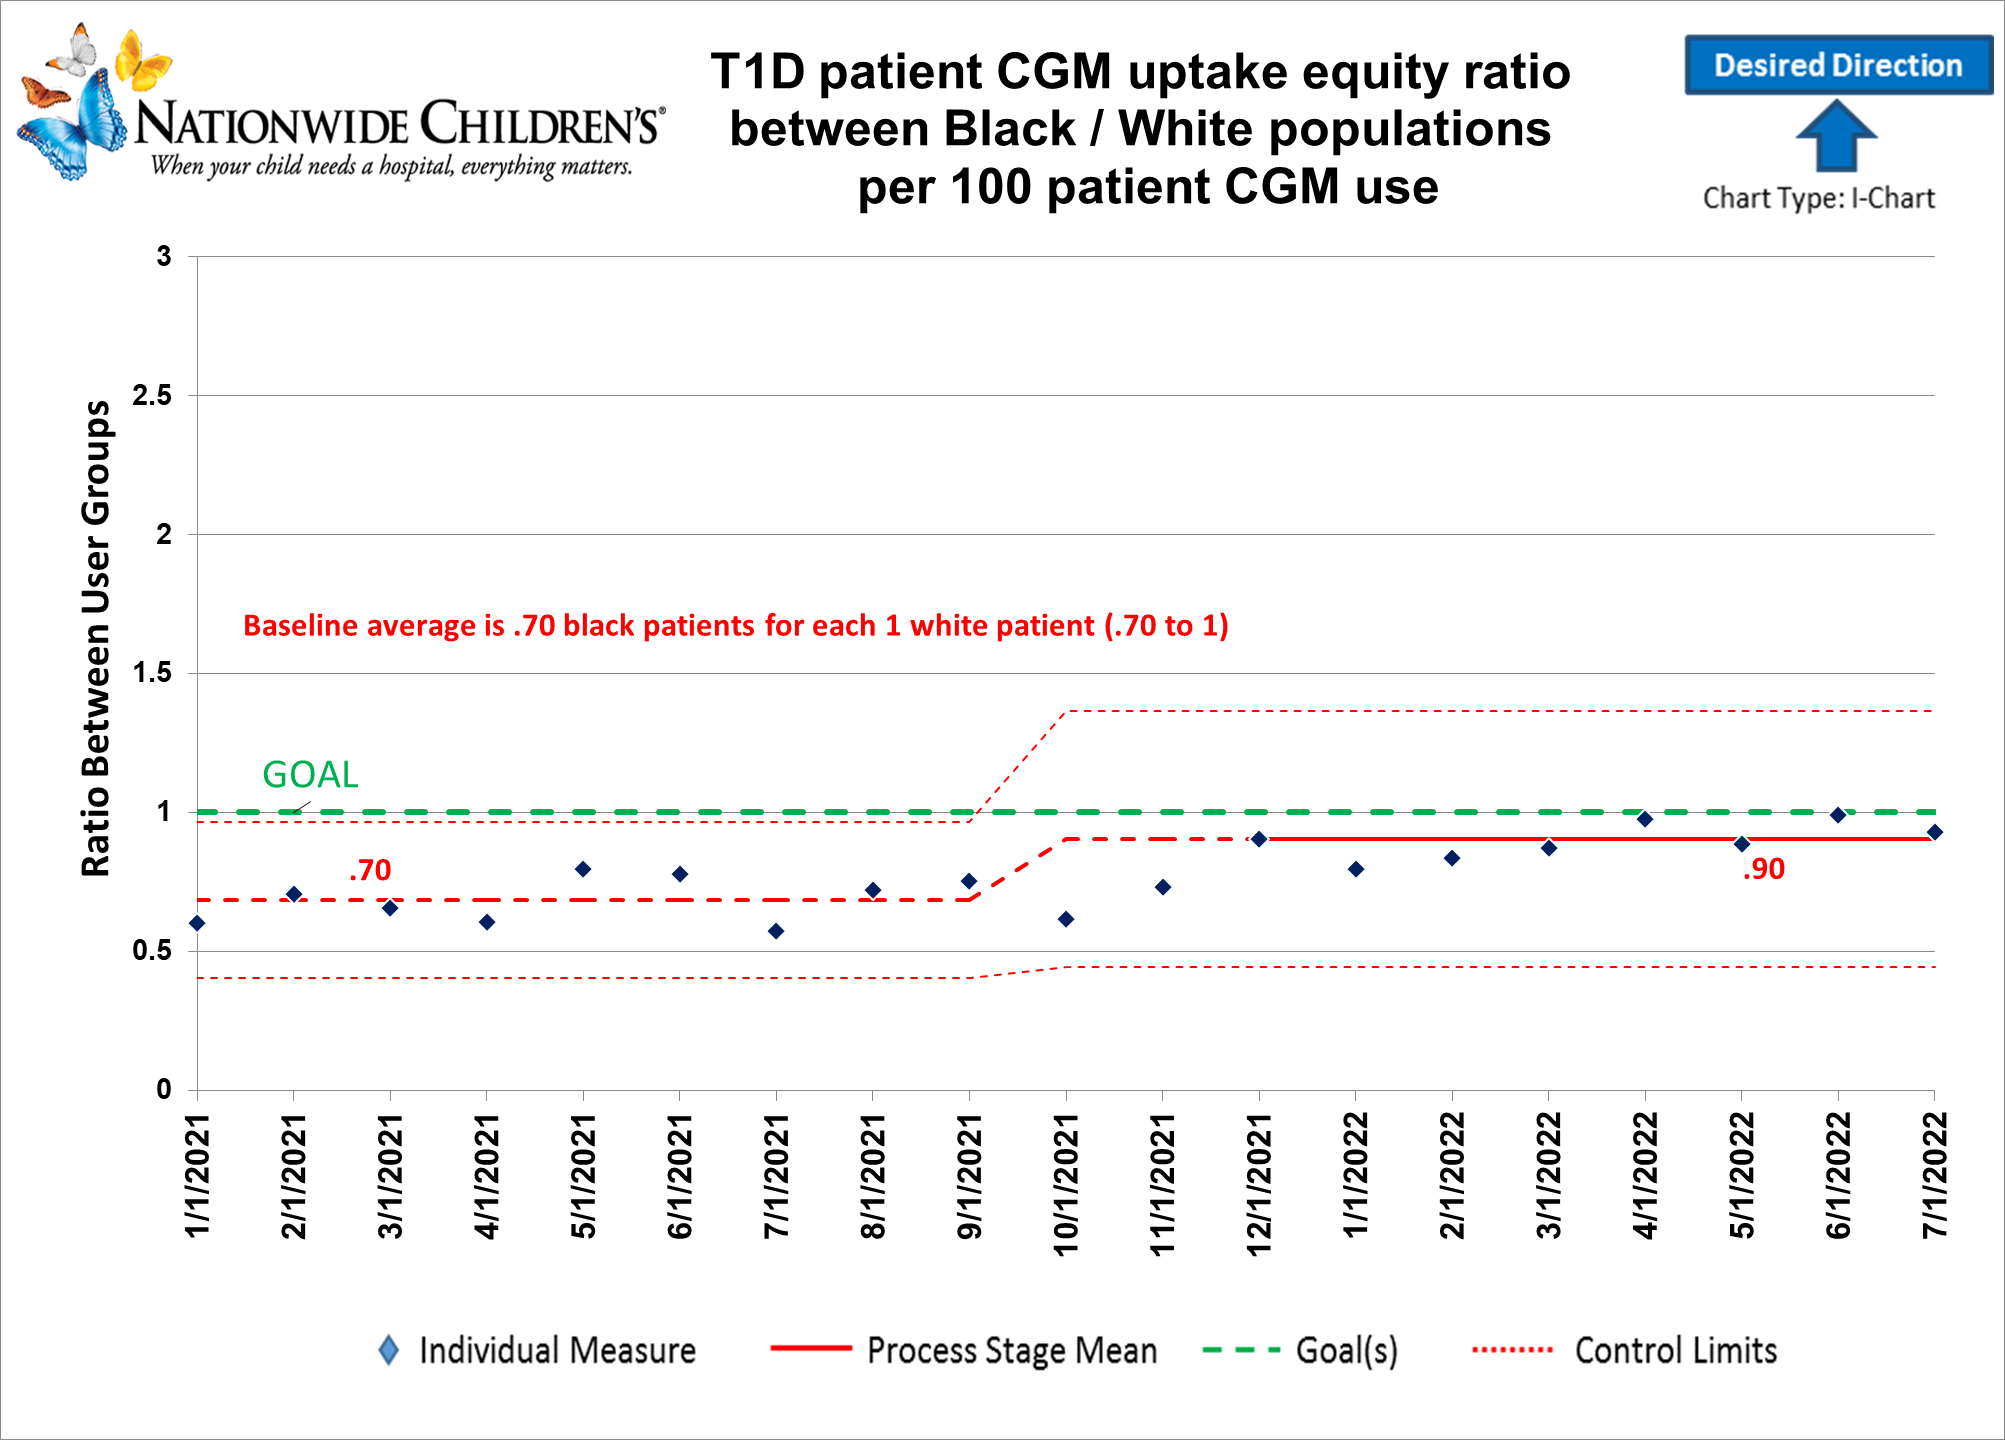 NATIONWIDE CHILDREN'S®
When your child needs a hospital, everything matters.
T1D patient CGM uptake equity ratio
between Black / White populations
per 100 patient CGM use
Desired Direction
Chart Type: I-Chart
Ratio Between User Groups
3
2.5
2
1.5
1
0.5
0
Baseline average is .70 black patients for each 1 white patient (.70 to 1)
GOAL
.70
.90
1/1/2021
2/1/2021
3/1/2021
4/1/2021
5/1/2021
6/1/2021
7/1/2021
8/1/2021
9/1/2021
10/1/2021
11/1/2021
12/1/2021
1/1/2022
2/1/2022
3/1/2022
4/1/2022
5/1/2022
6/1/2022
7/1/2022
Individual Measure
Process Stage Mean
Goal(s)
Control Limits